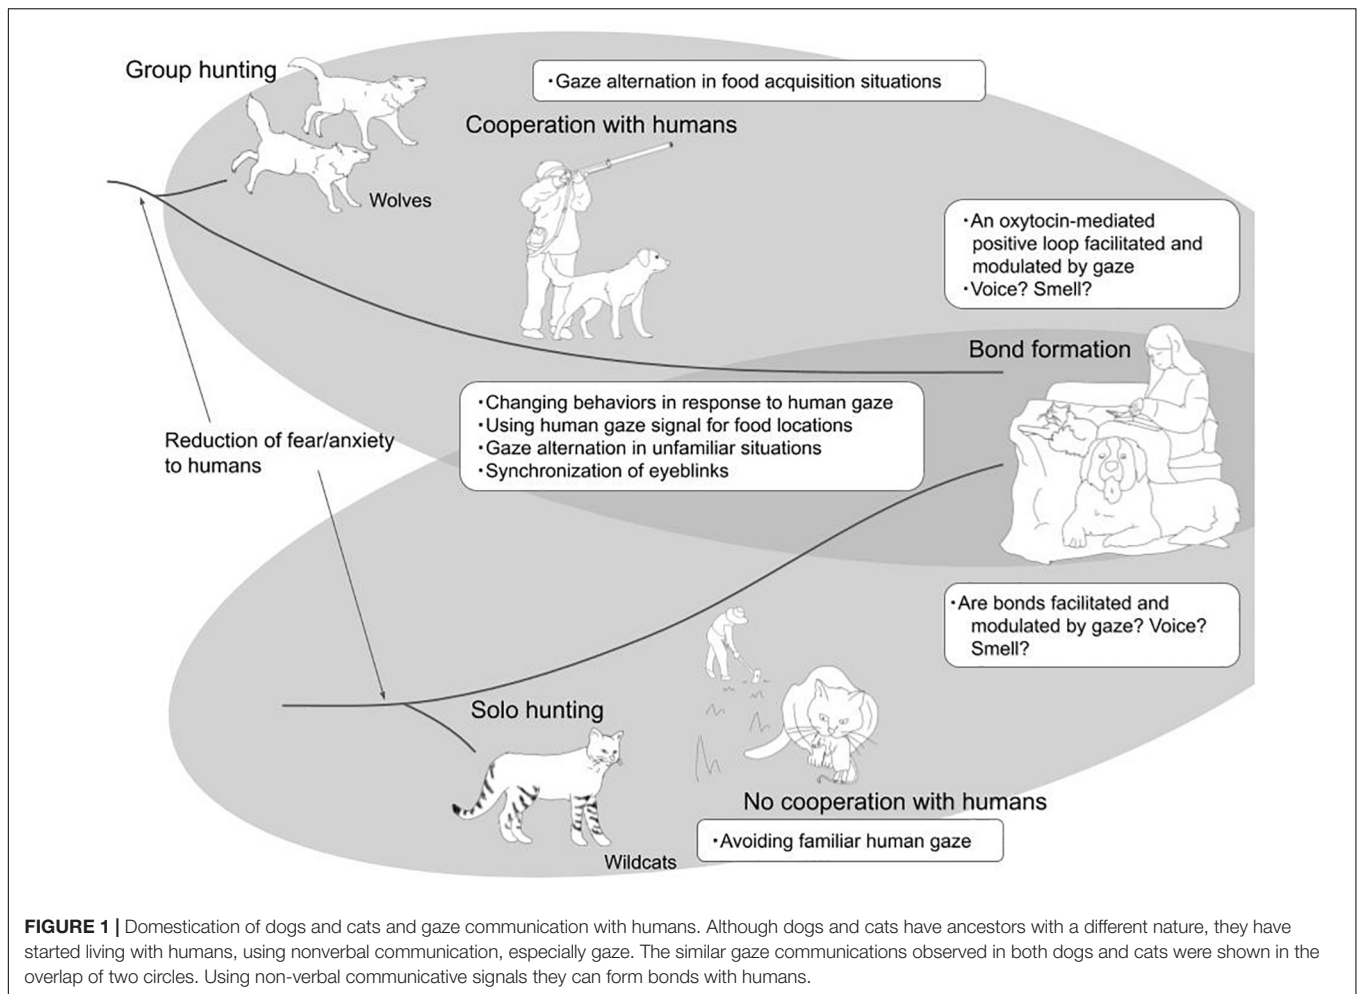 Group hunting
·Gaze alternation in food acquisition situations
Cooperation with humans
Wolves
·An oxytocin-mediated
positive loop facilitated and
modulated by gaze
·Voice? Smell?
Bond formation
·Changing behaviors in response to human gaze
·Using human gaze signal for food locations
·Gaze alternation in unfamiliar situations
·Synchronization of eyeblinks
Reduction of fear/anxiety
to humans
·Are bonds facilitated and
modulated by gaze? Voice?
Smell?
Solo hunting
No cooperation with humans
·Avoiding familiar human gaze
Wildcats
FIGURE 1 | Domestication of dogs and cats and gaze communication with humans. Although dogs and cats have ancestors with a different nature, they have
started living with humans, using nonverbal communication, especially gaze. The similar gaze communications observed in both dogs and cats were shown in the
overlap of two circles. Using non-verbal communicative signals they can form bonds with humans.